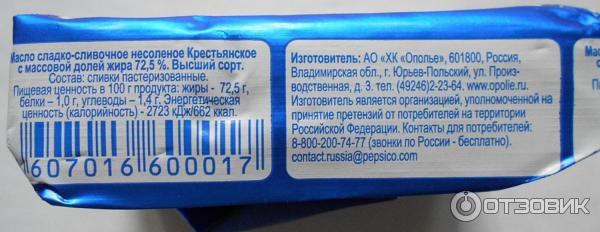 Масло сладко-сливочное несоленое Крестьянское
с массовой долей жира 72,5 %. Высший сорт.
Состав: сливки пастеризованные.
Пищевая ценность в 100 г продукта: жиры - 72,5 г,
белки – 1,0 г, углеводы – 1,4 г. Энергетическая
ценность (калорийность) - 2723 кДж/662 ккал.
607016 600017
Изготовитель: АО «ХК «Ополье», 601800, Россия,
Владимирская обл., г. Юрьев-Польский, ул. Произ-
водственная, д. 3. тел. (49246)2-23-64. www.opolie.ru.
Изготовитель является организацией, уполномоченной на
принятие претензий от потребителей на территории
Российской Федерации. Контакты для потребителей:
8-800-200-74-77 (звонки по России - бесплатно).
contact.russia@pepsico.com
Масло
с
ОТЗОВИК